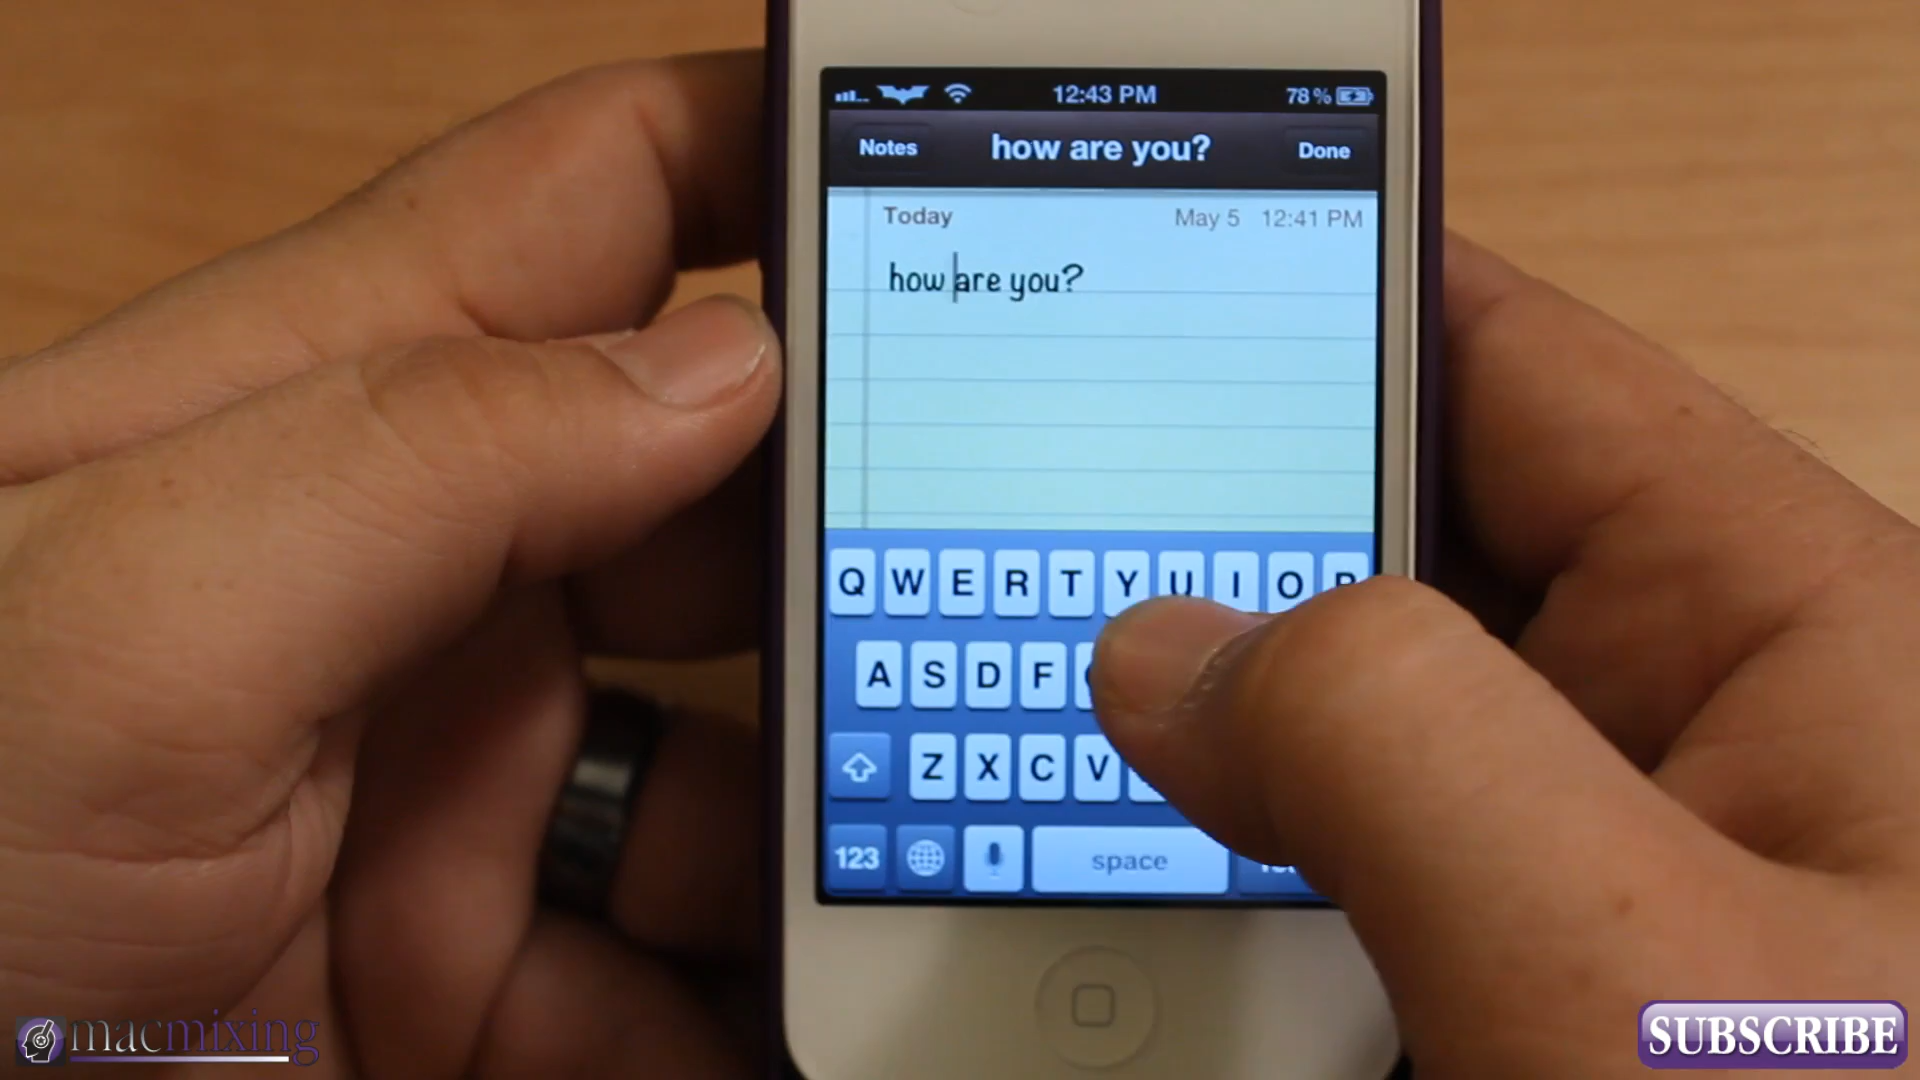 12:43 PM 78%
Notes how are you? Done
Today May 5 12:41 PM
how are you?
Q W E R T Y U I O P
A S D F
Z X C V
123 space
macmixing
SUBSCRIBE